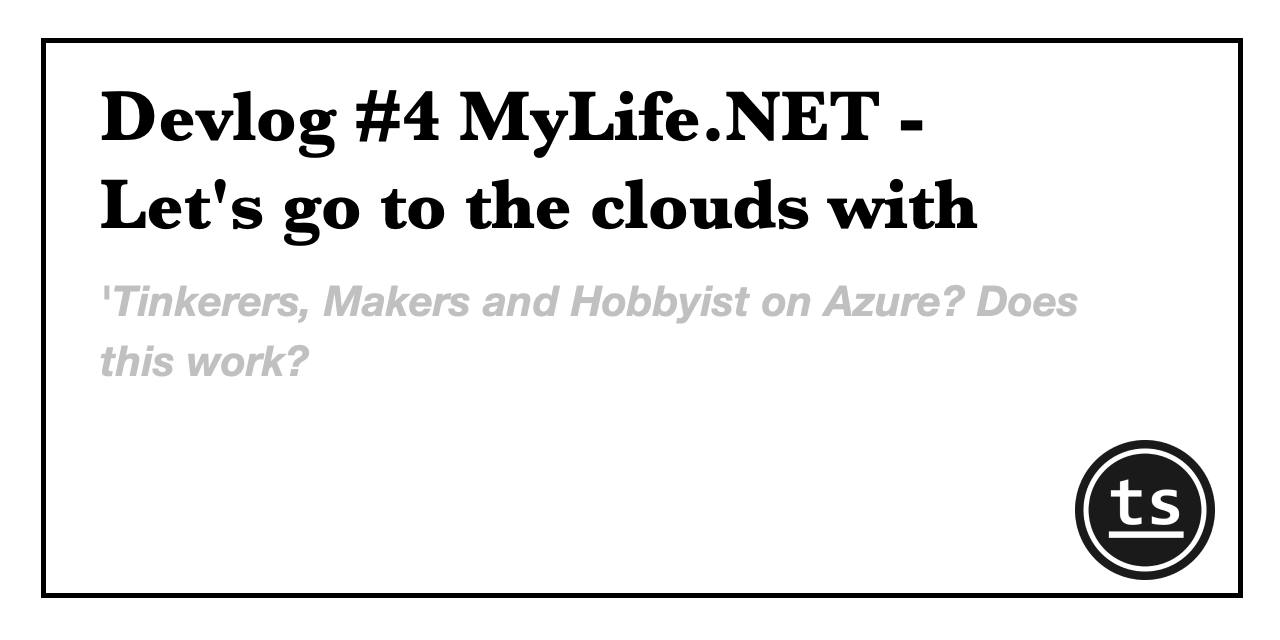 Devlog #4 MyLife.NET -
Let's go to the clouds with
'Tinkerers, Makers and Hobbyist on Azure? Does
this work?
ts